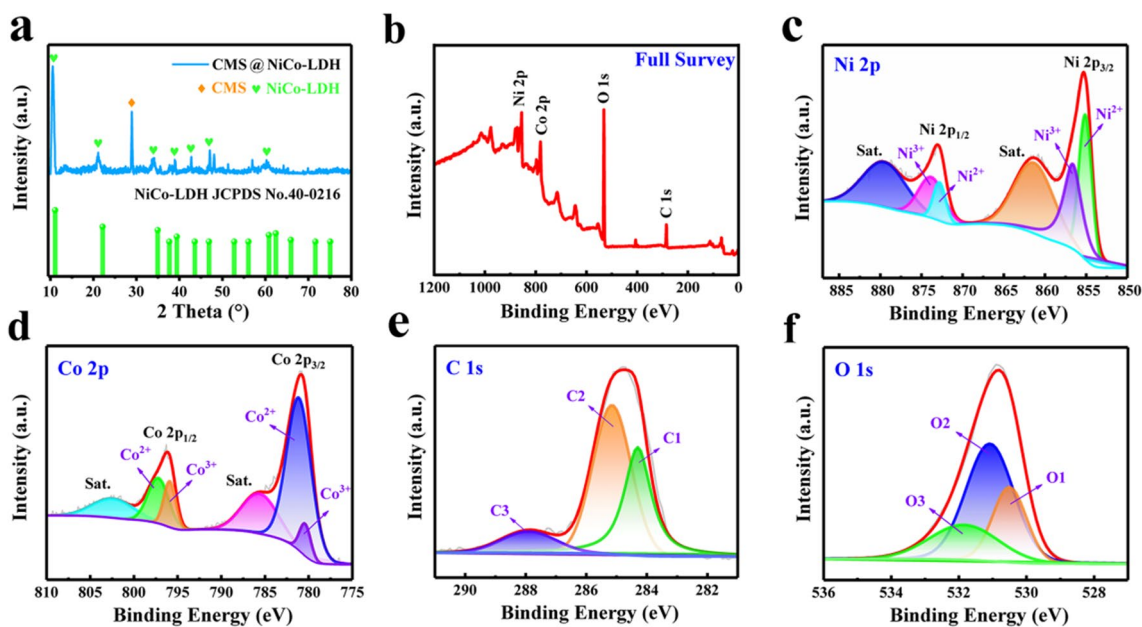 a
Intensity (a.u.)
CMS @ NiCo-LDH
CMS NiCo-LDH
NiCo-LDH JCPDS No.40-0216
10 20 30 40 50 60 70 80
2 Theta (°)
b
Intensity (a.u.)
Full Survey
Ni 2p
Co 2p
O 1s
C 1s
1200 1000 800 600 400 200 0
Binding Energy (eV)
c
Intensity (a.u.)
Ni 2p
Ni 2p3/2
Ni3+
Ni2+
Ni 2p1/2
Sat.
Ni3+
Sat.
Ni2+
885 880 875 870 865 860 855 850
Binding Energy (eV)
d
Intensity (a.u.)
Co 2p
Co 2p3/2
Co2+
Co 2p1/2
Co2+
Co3+
Sat.
Sat.
Co3+
810 805 800 795 790 785 780 775
Binding Energy (eV)
e
Intensity (a.u.)
C 1s
C2
C1
C3
290 288 286 284 282
Binding Energy (eV)
f
Intensity (a.u.)
O 1s
O2
O1
O3
536 534 532 530 528
Binding Energy (eV)